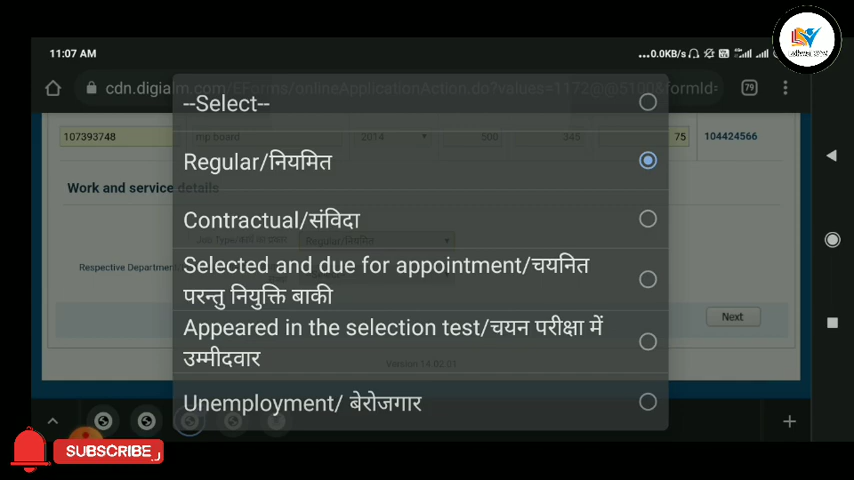 11:07 AM
...0.0KB/s
cdn.digialm.com/EForms/onlineApplicationAction.do?values=1172@@5100&formId=
79
--Select--
107393748 mp board 2014 500 345 75 104424566
Regular/नियमित
Work and service details
Contractual/संविदा
Regular/नियमित
Respective Department
Selected and due for appointment/चयनित
परन्तु नियुक्ति बाकी
Next
Appeared in the selection test/चयन परीक्षा में
उम्मीदवार
Version 14.02.01
Unemployment/ बेरोजगार
SUBSCRIBE